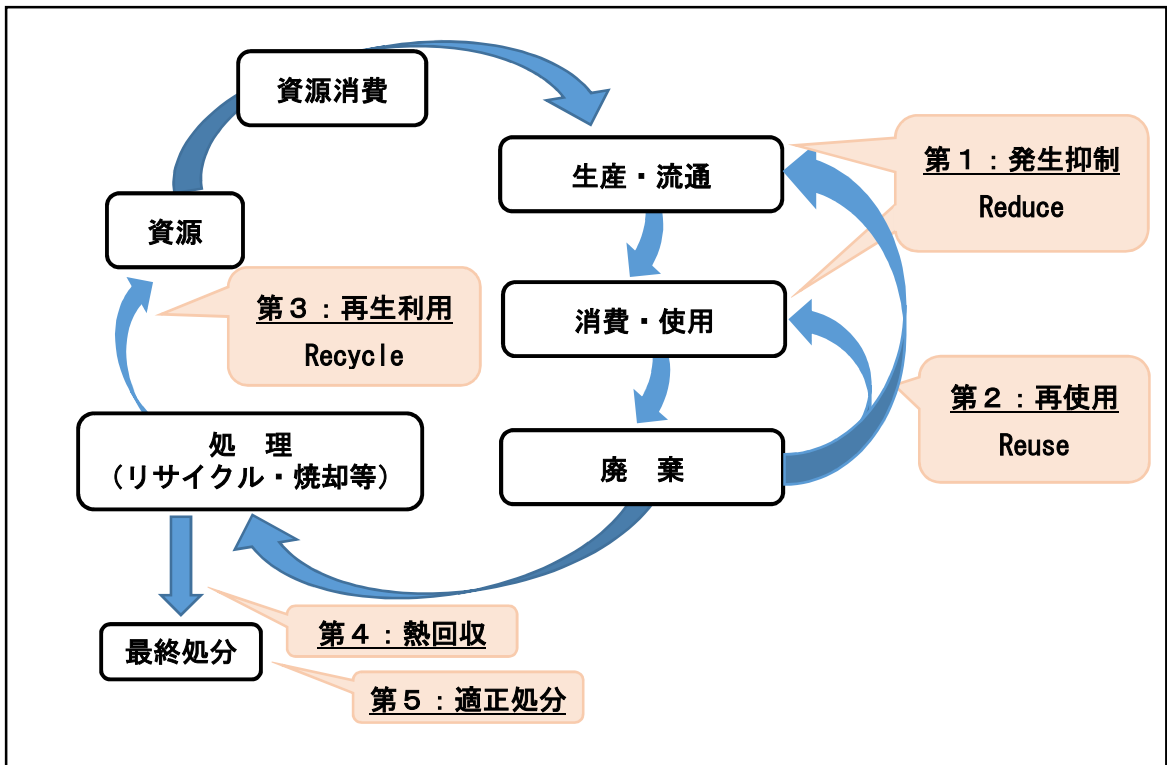 資源消費
生産・流通
第１：発生抑制
Reduce
資源
第３：再生利用
Recycle
消費・使用
第２：再使用
Reuse
処　理
（リサイクル・焼却等）
廃　棄
第４：熱回収
最終処分
第５：適正処分